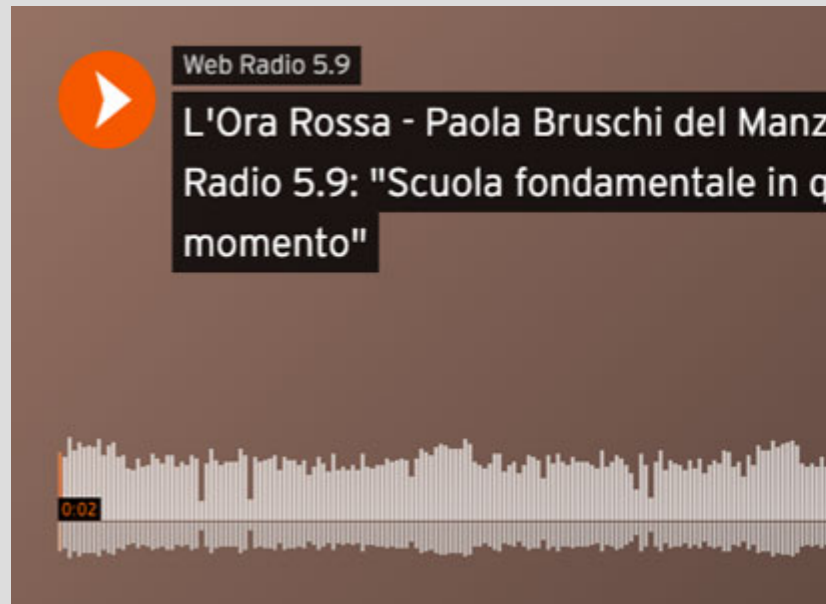 Web Radio 5.9
L'Ora Rossa - Paola Bruschi del Manz
Radio 5.9: "Scuola fondamentale in q
momento"
0:02